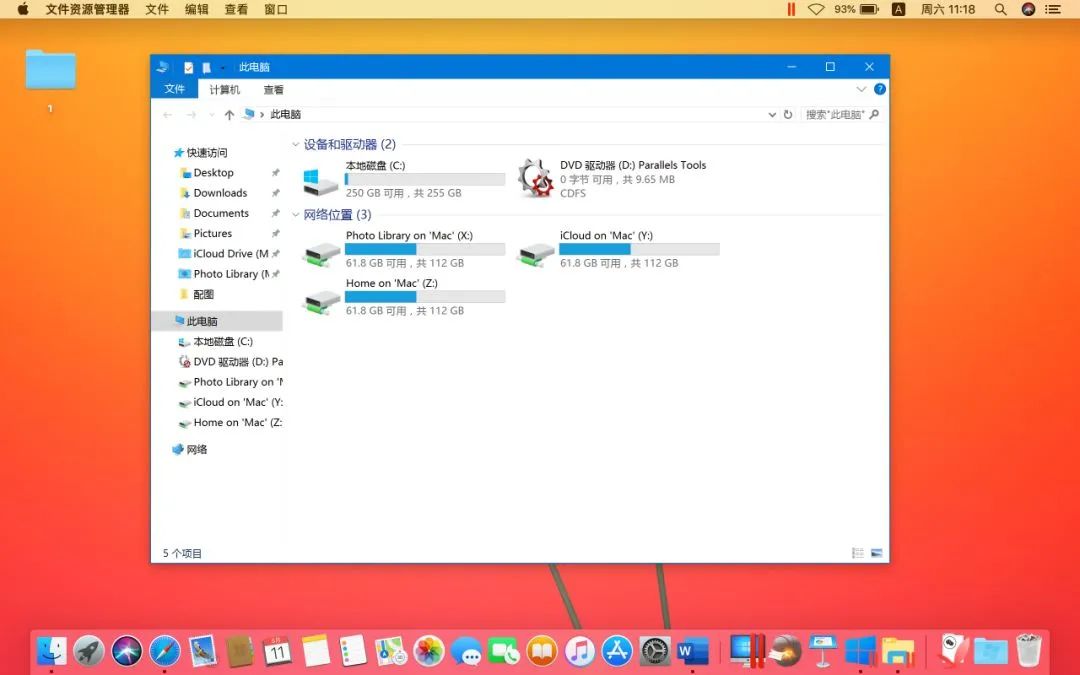 文件资源管理器 文件 编辑 查看 窗口 93% A 周六 11:18
1
此电脑
文件 计算机 查看
此电脑 搜索"此电脑"
快速访问
Desktop
Downloads
Documents
Pictures
iCloud Drive (M
Photo Library (M
配图
此电脑
本地磁盘 (C:)
DVD 驱动器 (D:) Pa
Photo Library on 'M
iCloud on 'Mac' (Y:
Home on 'Mac' (Z:
网络
设备和驱动器 (2)
本地磁盘 (C:)
250 GB 可用，共 255 GB
DVD 驱动器 (D:) Parallels Tools
0 字节 可用，共 9.65 MB
CDFS
网络位置 (3)
Photo Library on 'Mac' (X:)
61.8 GB 可用，共 112 GB
iCloud on 'Mac' (Y:)
61.8 GB 可用，共 112 GB
Home on 'Mac' (Z:)
61.8 GB 可用，共 112 GB
5 个项目
5月
11
W